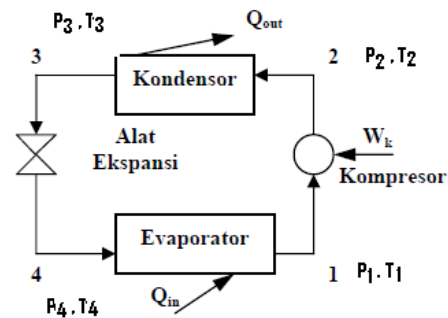 P3, T3
Qout
3
Kondensor
2
P2, T2
Alat
Ekspansi
Wk
Kompresor
Evaporator
4
1
P1, T1
P4, T4
Qin